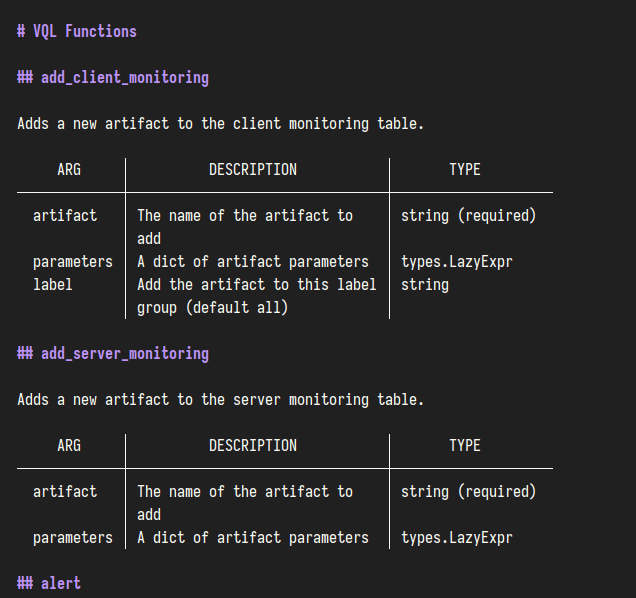 # VQL Functions
## add_client_monitoring
Adds a new artifact to the client monitoring table.
ARG DESCRIPTION TYPE
artifact The name of the artifact to string (required)
add
parameters A dict of artifact parameters types.LazyExpr
label Add the artifact to this label string
group (default all)
## add_server_monitoring
Adds a new artifact to the server monitoring table.
ARG DESCRIPTION TYPE
artifact The name of the artifact to string (required)
add
parameters A dict of artifact parameters types.LazyExpr
## alert